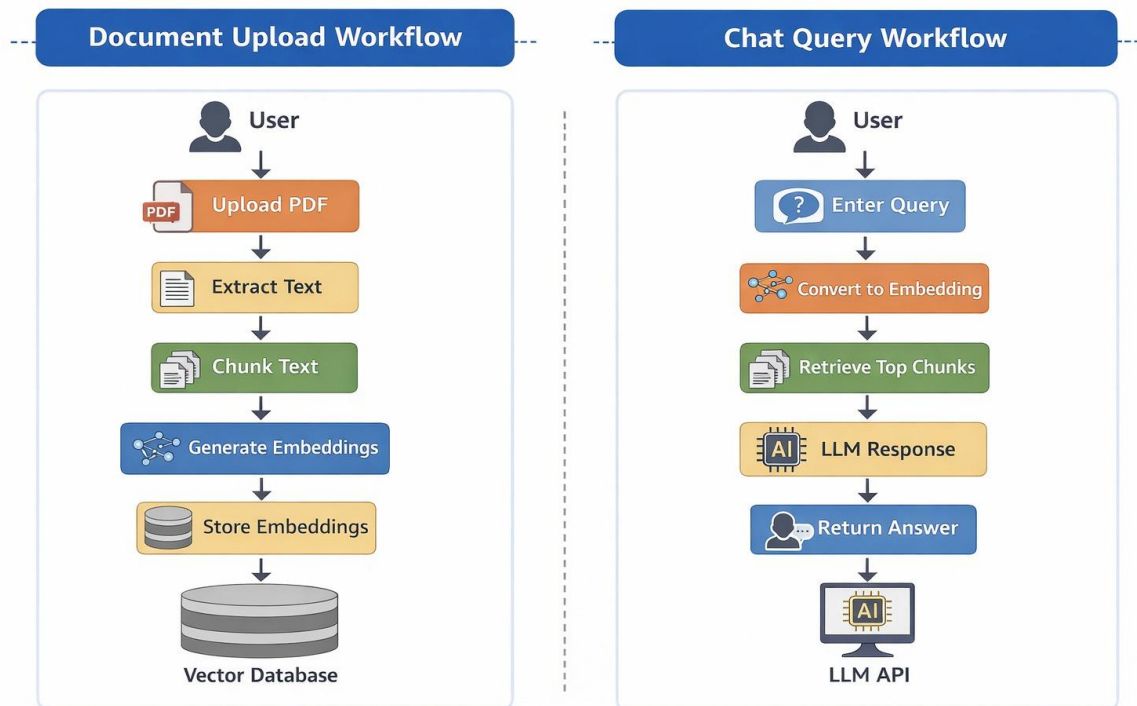 Document Upload Workflow
User
PDF
Upload PDF
Extract Text
Chunk Text
Generate Embeddings
Store Embeddings
Vector Database
Chat Query Workflow
User
?
Enter Query
Convert to Embedding
Retrieve Top Chunks
AI
LLM Response
Return Answer
AI
LLM API